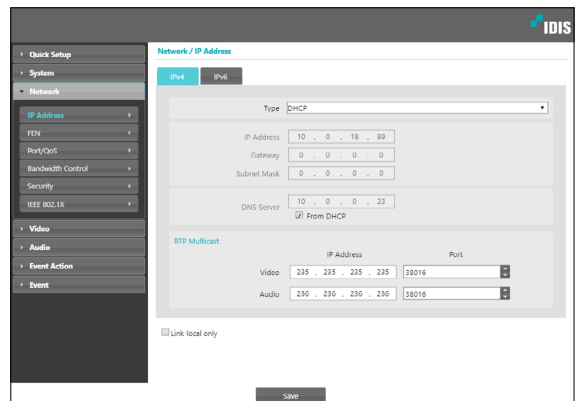 IDIS
Quick Setup
System
Network
IP Address
FEN
Port/QoS
Bandwidth Control
Security
IEEE 802.1X
Video
Audio
Event Action
Event
Network / IP Address
IPv4 IPv6
Type DHCP
IP Address 10 . 0 . 18 . 89
Gateway 0 . 0 . 0 . 0
Subnet Mask 0 . 0 . 0 . 0
DNS Server 10 . 0 . 0 . 23
From DHCP
RTP Multicast
IP Address Port
Video 235 . 235 . 235 . 235 38016
Audio 236 . 236 . 236 . 236 38016
Link-local only
Save